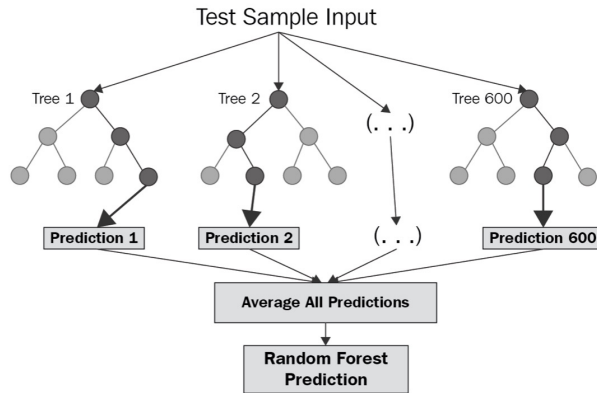 Test Sample Input
Tree 1
Tree 2
Tree 600
(. . .)
Prediction 1
Prediction 2
(. . .)
Prediction 600
Average All Predictions
Random Forest
Prediction